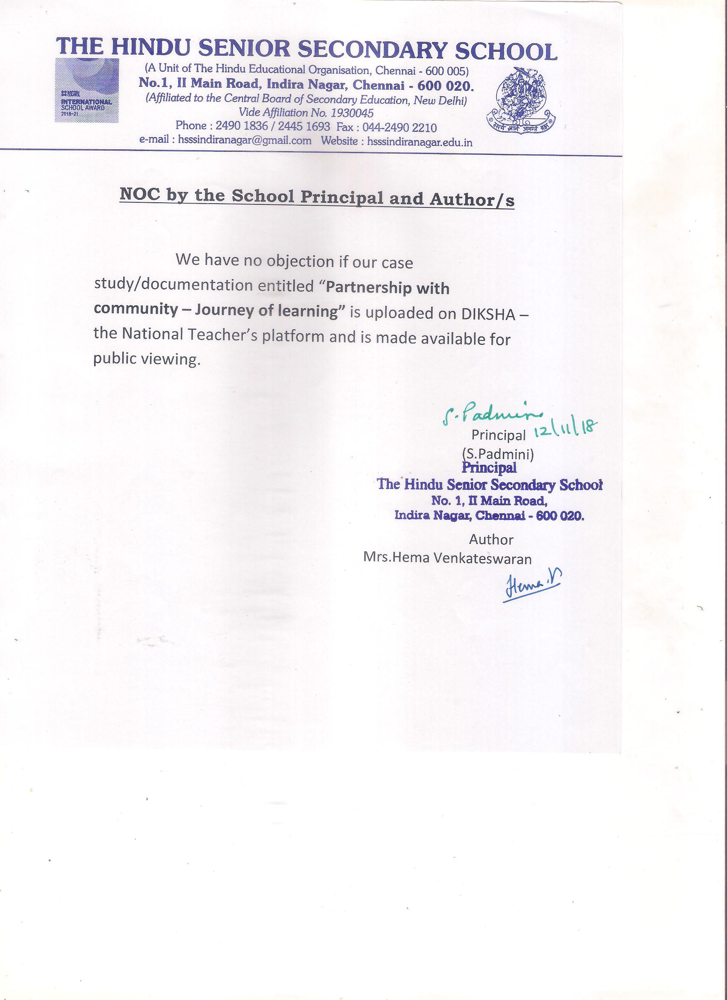 THE HINDU SENIOR SECONDARY SCHOOL
(A Unit of The Hindu Educational Organisation, Chennai - 600 005)
No.1, II Main Road, Indira Nagar, Chennai - 600 020.
(Affiliated to the Central Board of Secondary Education, New Delhi)
Vide Affiliation No. 1930045
Phone : 2490 1836 / 2445 1693 Fax : 044-2490 2210
e-mail : hsssindiranagar@gmail.com Website : hsssindiranagar.edu.in
INTERNATIONAL
SCHOOL AWARD
2018-21
सत्यं ज्ञानं अनन्तं ब्रह्म
NOC by the School Principal and Author/s
We have no objection if our case
study/documentation entitled “Partnership with
community – Journey of learning” is uploaded on DIKSHA –
the National Teacher’s platform and is made available for
public viewing.
S. Padmini
Principal 12/11/18
(S.Padmini)
Principal
The Hindu Senior Secondary School
No. 1, II Main Road,
Indira Nagar, Chennai - 600 020.
Author
Mrs.Hema Venkateswaran
Hema.V